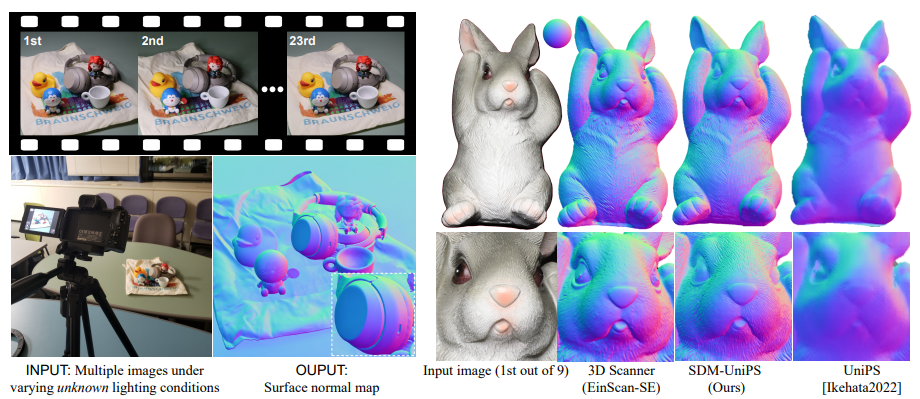 1st
2nd
23rd
BRAUNSCHWEIG
BRAUNSCHWEIG
BRAUNSCHWEIG
INPUT: Multiple images under
varying unknown lighting conditions
OUPUT:
Surface normal map
Input image (1st out of 9)
3D Scanner
(EinScan-SE)
SDM-UniPS
(Ours)
UniPS
[Ikehata2022]